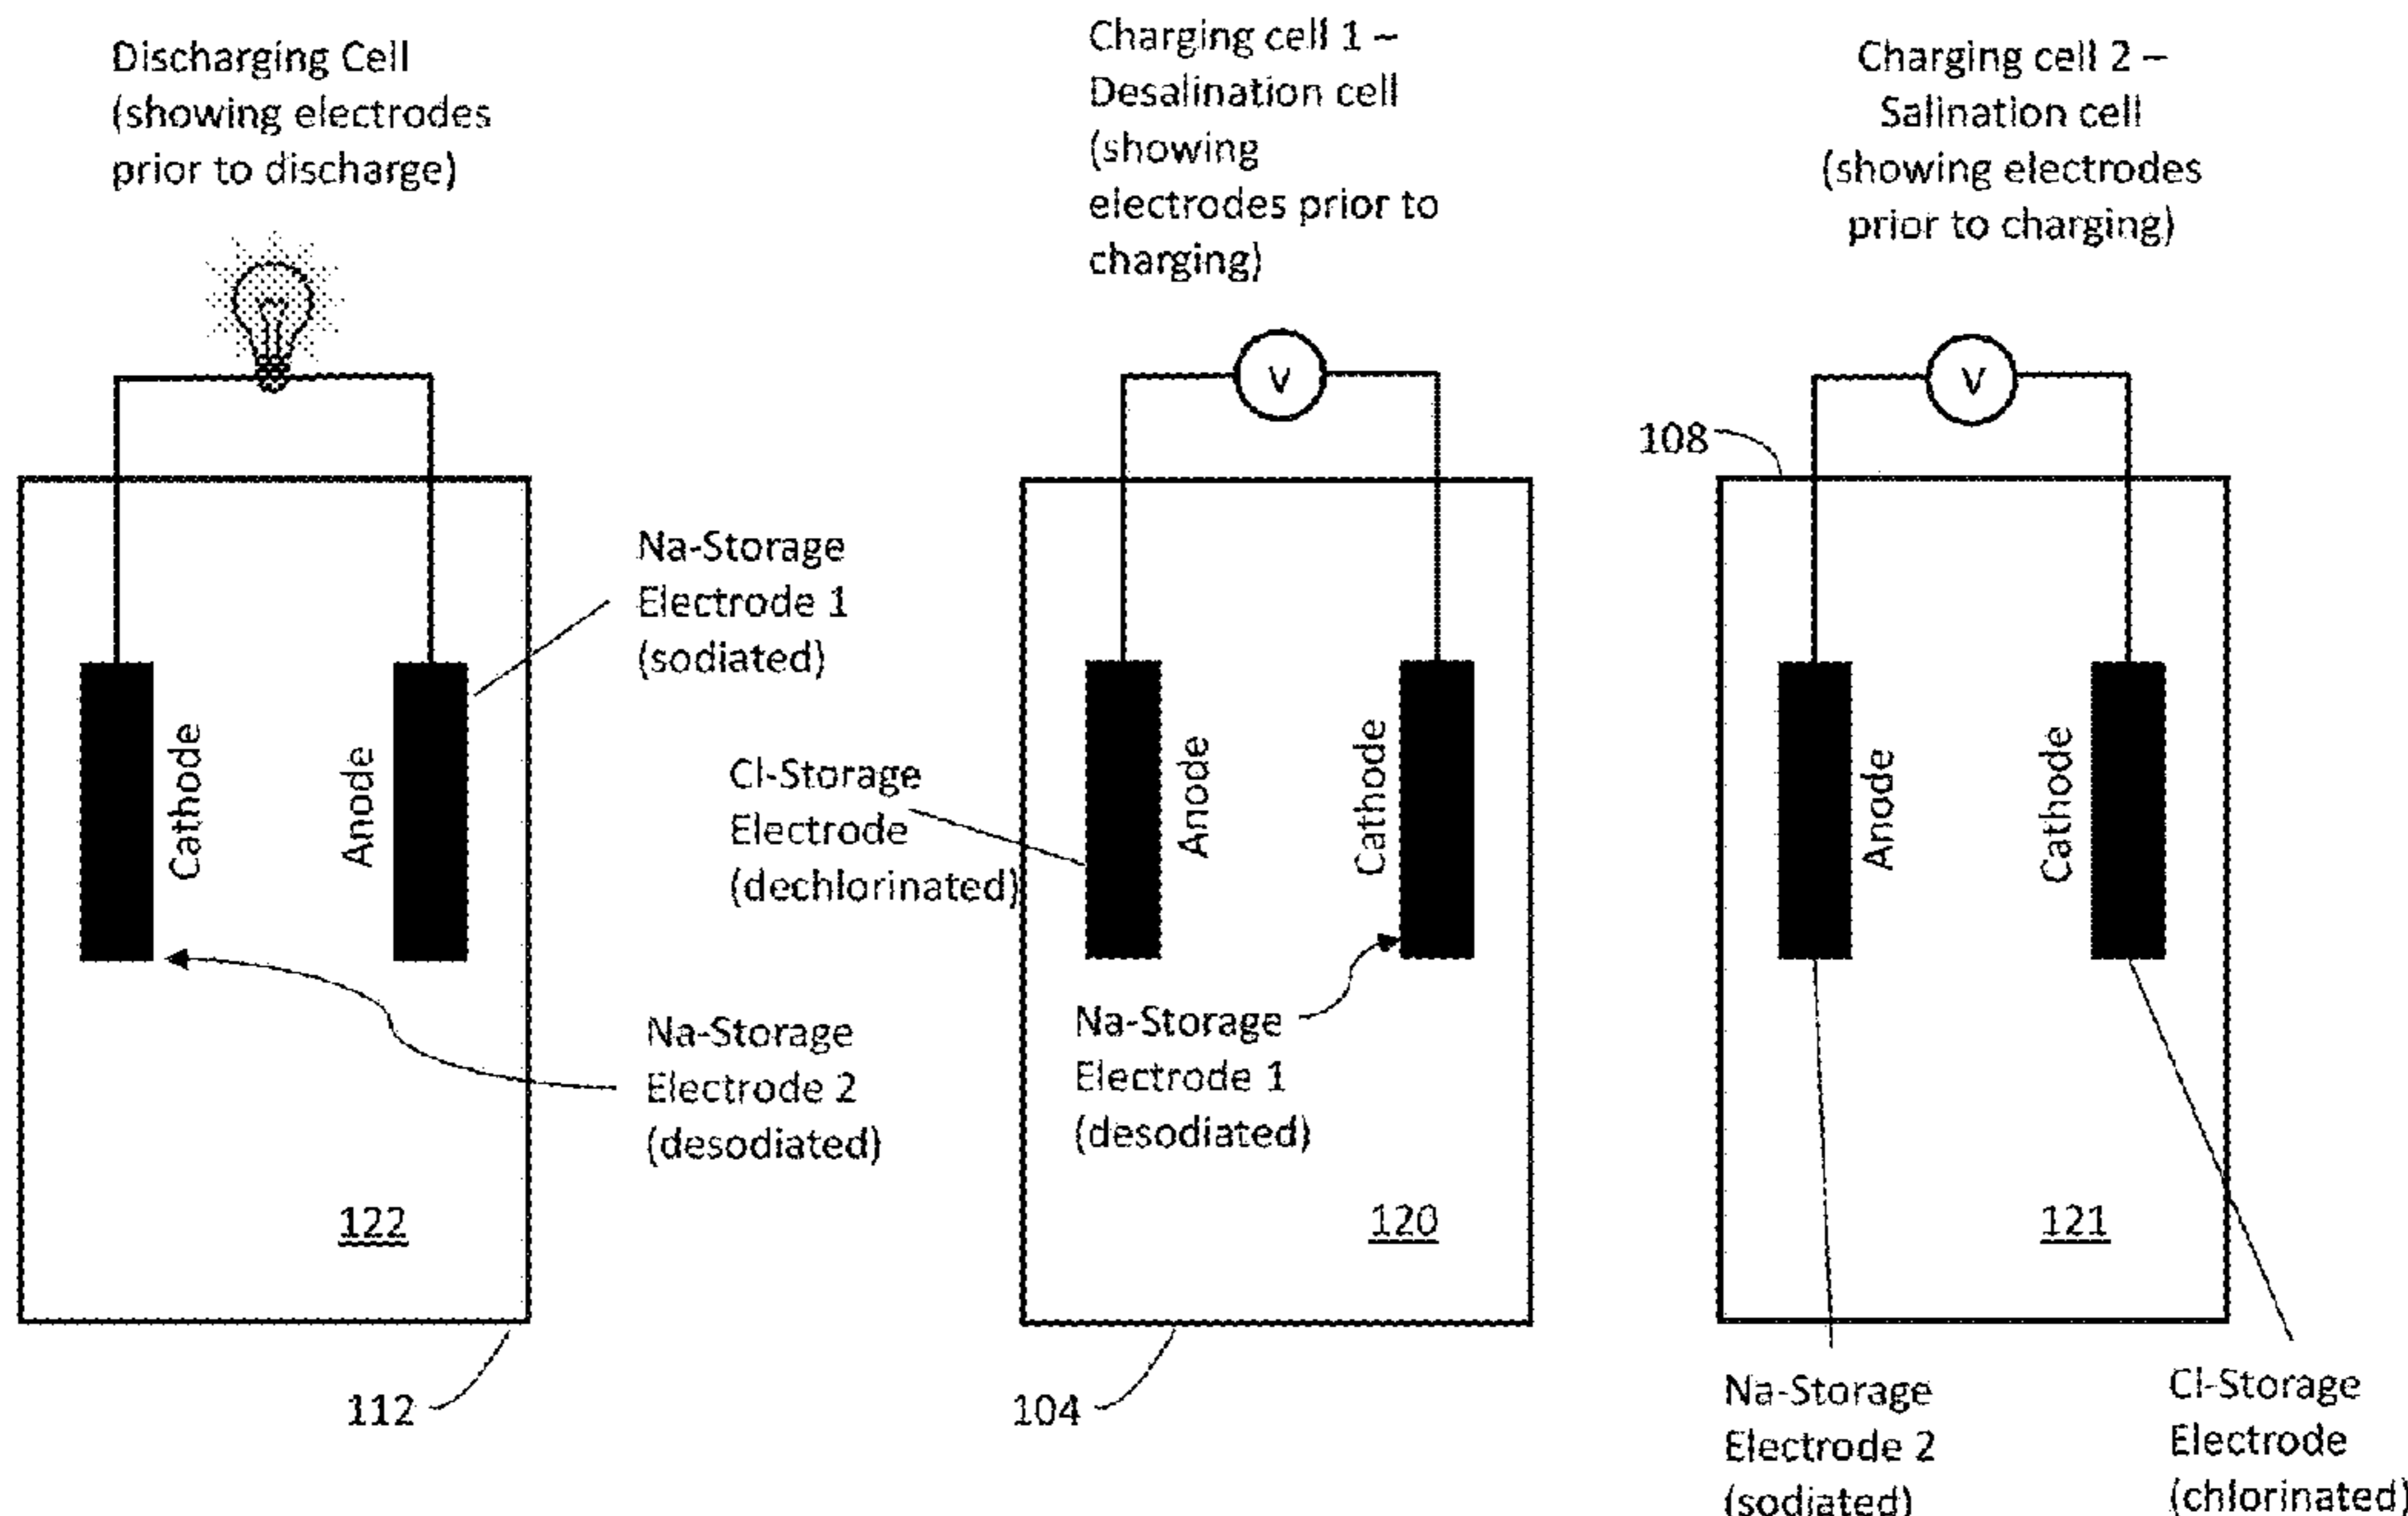 Discharging Cell
(showing electrodes
prior to discharge)
Cathode
Anode
Na-Storage
Electrode 1
(sodiated)
Na-Storage
Electrode 2
(desodiated)
122
112
Charging cell 1 –
Desalination cell
(showing
electrodes prior to
charging)
V
Cl-Storage
Electrode
(dechlorinated)
Anode
Cathode
Na-Storage
Electrode 1
(desodiated)
120
104
Charging cell 2 –
Salination cell
(showing electrodes
prior to charging)
V
108
Anode
Cathode
121
Na-Storage
Electrode 2
(sodiated)
Cl-Storage
Electrode
(chlorinated)